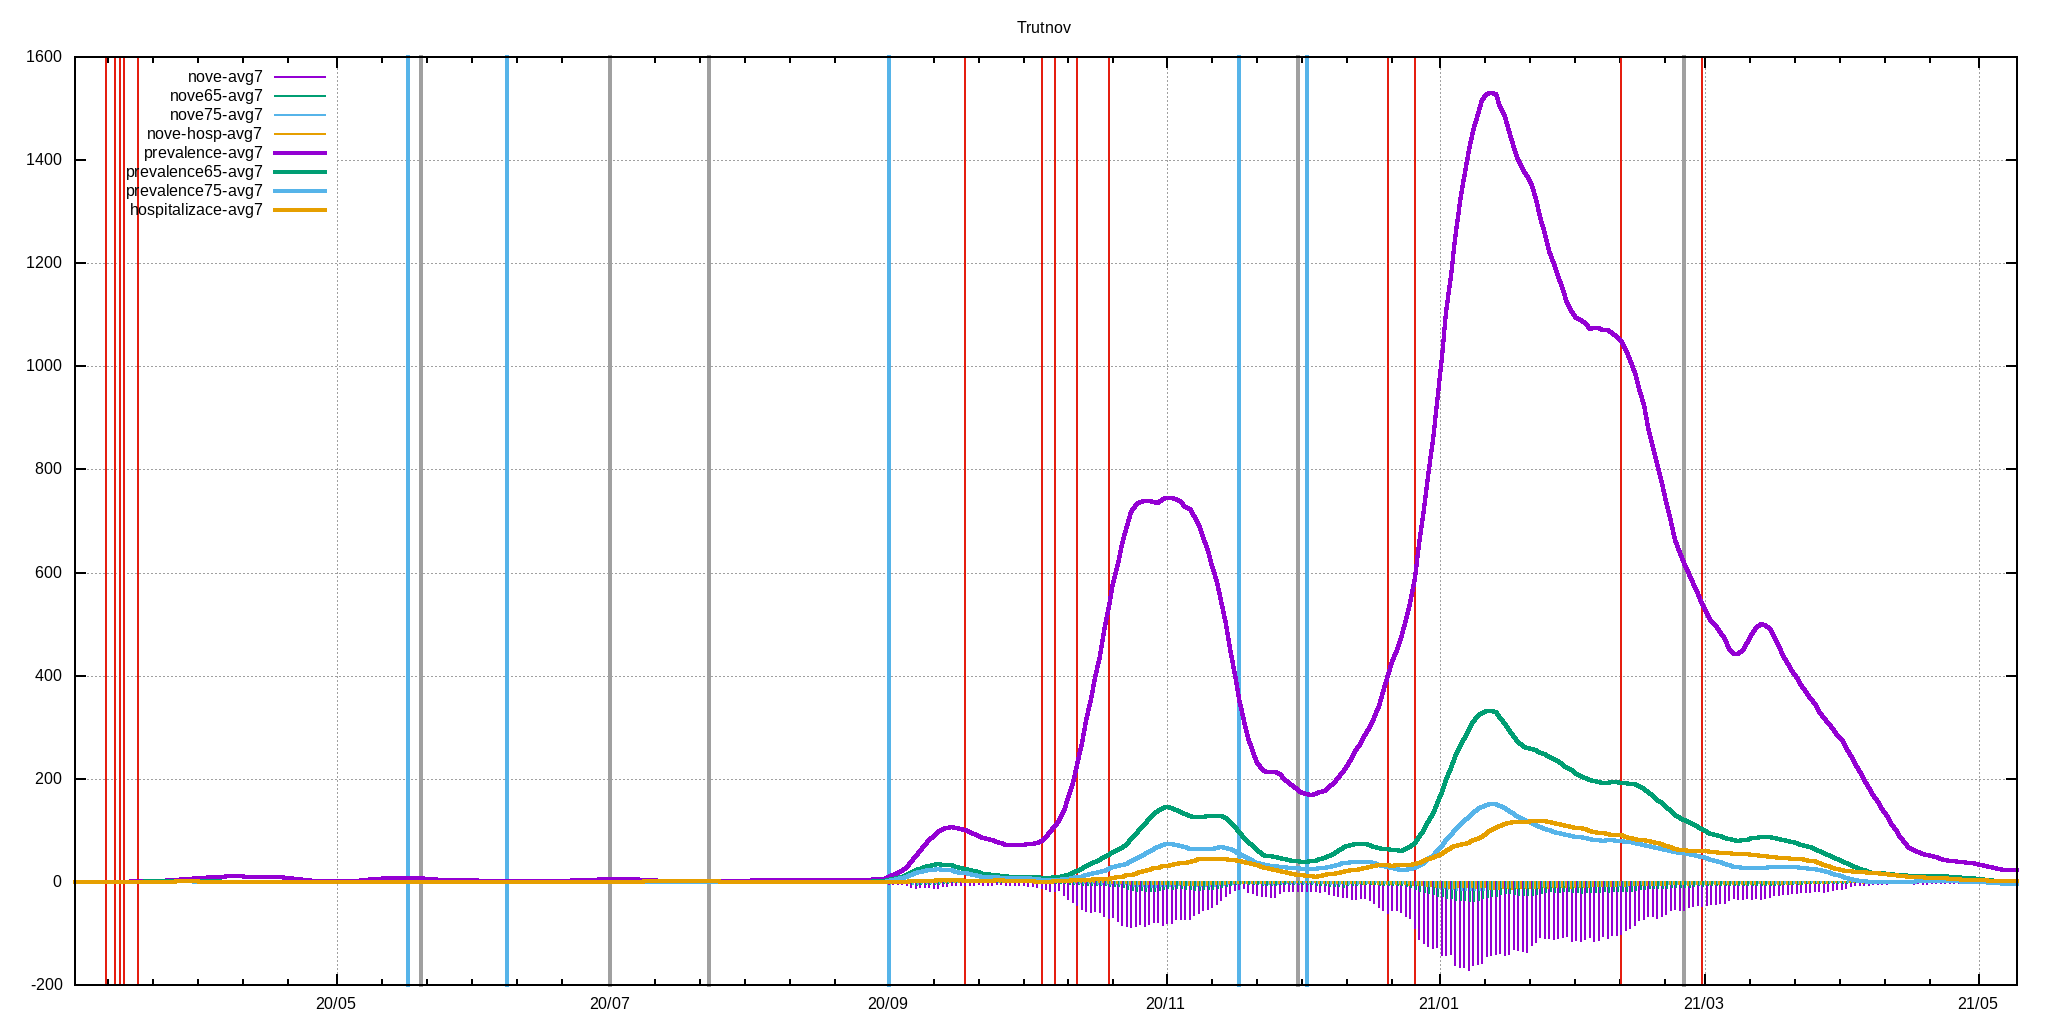 Trutnov
1600
1400
1200
1000
800
600
400
200
0
-200
nove-avg7
nove65-avg7
nove75-avg7
nove-hosp-avg7
prevalence-avg7
prevalence65-avg7
prevalence75-avg7
hospitalizace-avg7
20/05 20/07 20/09 20/11 21/01 21/03 21/05